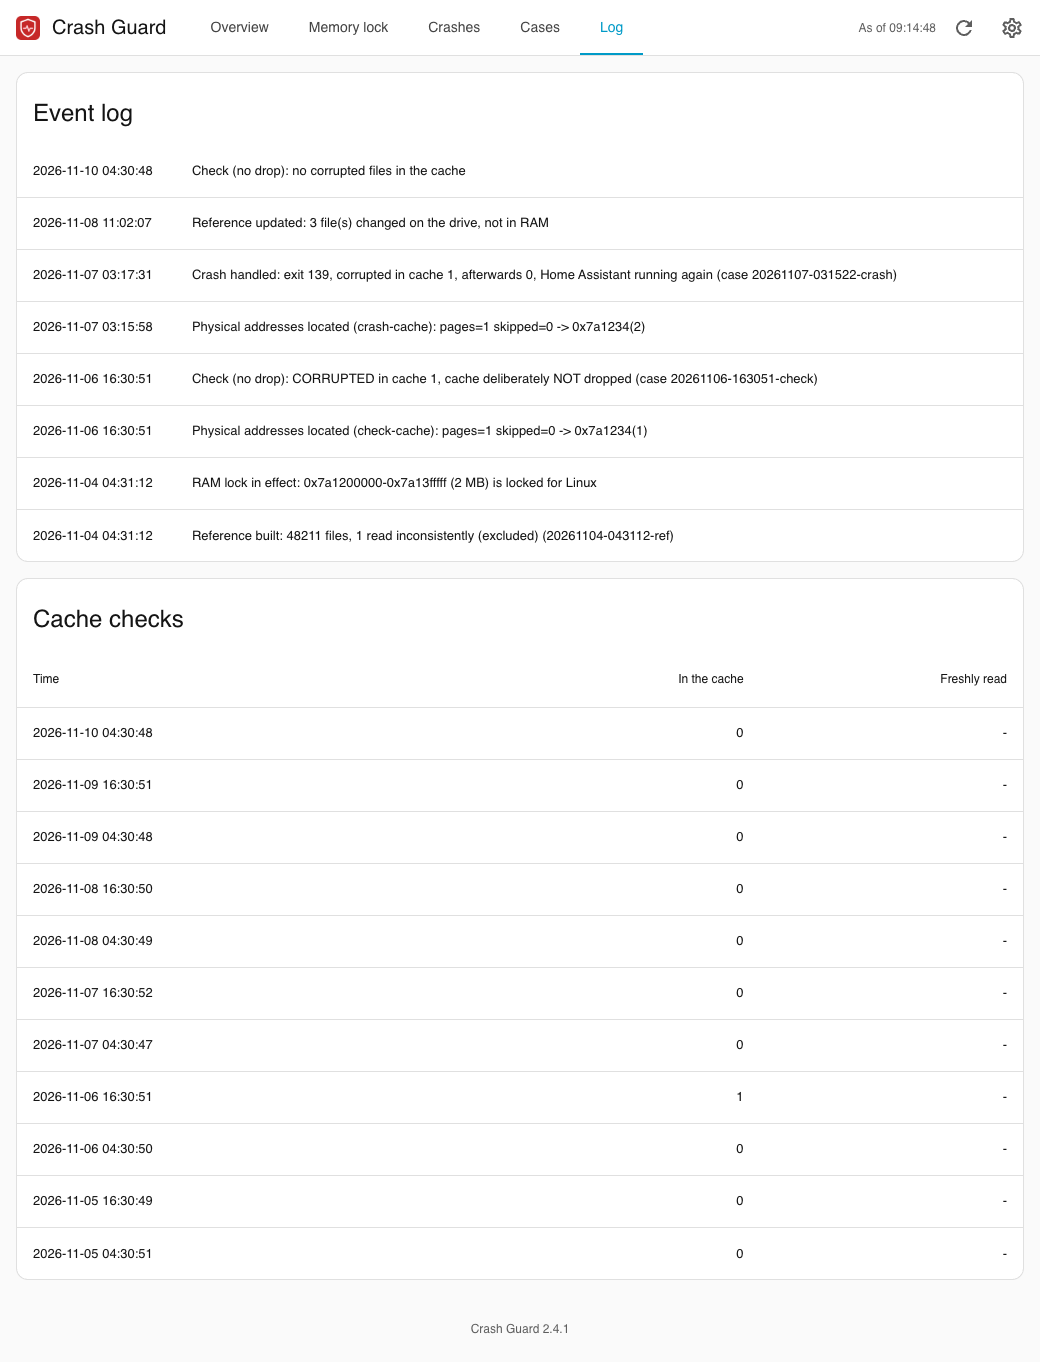 Crash Guard
Overview
Memory lock
Crashes
Cases
Log
As of 09:14:48
Event log
2026-11-10 04:30:48 Check (no drop): no corrupted files in the cache
2026-11-08 11:02:07 Reference updated: 3 file(s) changed on the drive, not in RAM
2026-11-07 03:17:31 Crash handled: exit 139, corrupted in cache 1, afterwards 0, Home Assistant running again (case 20261107-031522-crash)
2026-11-07 03:15:58 Physical addresses located (crash-cache): pages=1 skipped=0 -> 0x7a1234(2)
2026-11-06 16:30:51 Check (no drop): CORRUPTED in cache 1, cache deliberately NOT dropped (case 20261106-163051-check)
2026-11-06 16:30:51 Physical addresses located (check-cache): pages=1 skipped=0 -> 0x7a1234(1)
2026-11-04 04:31:12 RAM lock in effect: 0x7a1200000-0x7a13fffff (2 MB) is locked for Linux
2026-11-04 04:31:12 Reference built: 48211 files, 1 read inconsistently (excluded) (20261104-043112-ref)
Cache checks
Time In the cache Freshly read
2026-11-10 04:30:48 0 -
2026-11-09 16:30:51 0 -
2026-11-09 04:30:48 0 -
2026-11-08 16:30:50 0 -
2026-11-08 04:30:49 0 -
2026-11-07 16:30:52 0 -
2026-11-07 04:30:47 0 -
2026-11-06 16:30:51 1 -
2026-11-06 04:30:50 0 -
2026-11-05 16:30:49 0 -
2026-11-05 04:30:51 0 -
Crash Guard 2.4.1